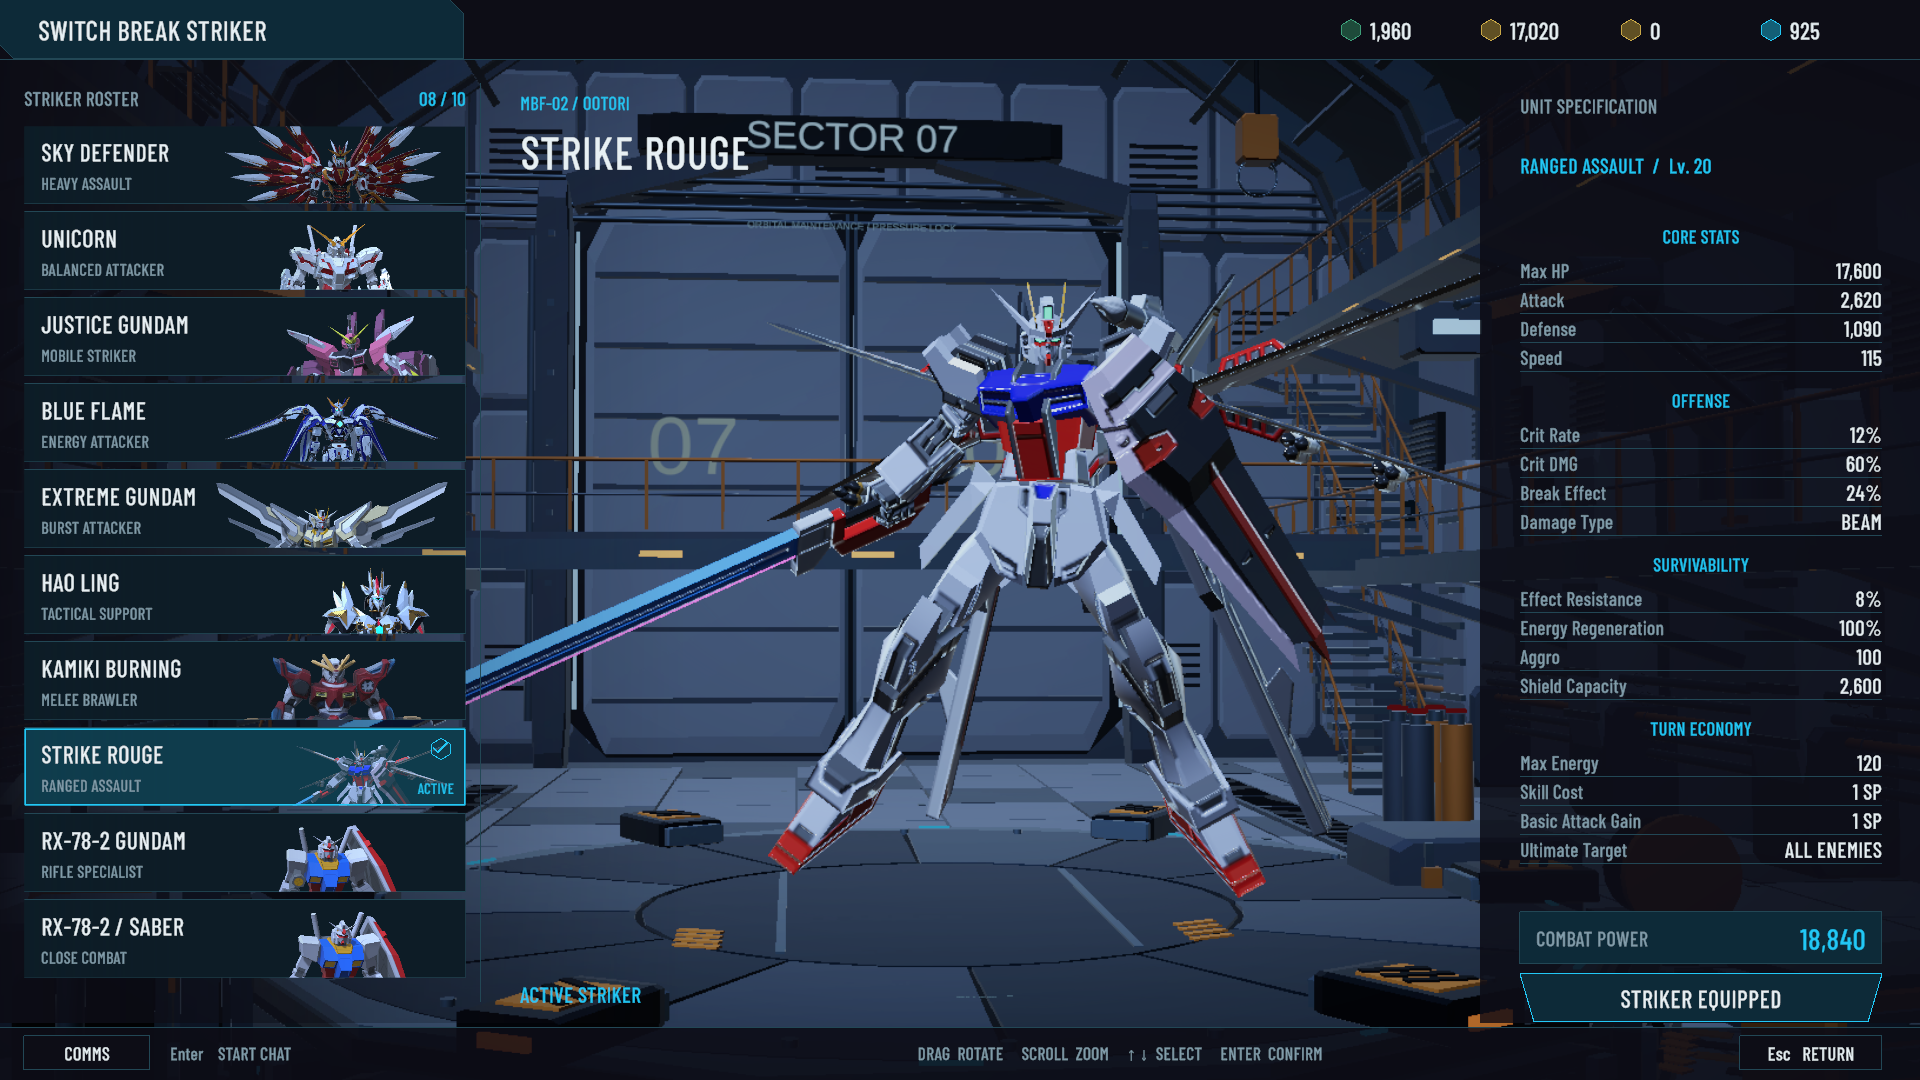 SWITCH BREAK STRIKER
1,960
17,020
0
925
STRIKER ROSTER
08 / 10
SKY DEFENDER
HEAVY ASSAULT
UNICORN
BALANCED ATTACKER
JUSTICE GUNDAM
MOBILE STRIKER
BLUE FLAME
ENERGY ATTACKER
EXTREME GUNDAM
BURST ATTACKER
HAO LING
TACTICAL SUPPORT
KAMIKI BURNING
MELEE BRAWLER
STRIKE ROUGE
RANGED ASSAULT
ACTIVE
RX-78-2 GUNDAM
RIFLE SPECIALIST
RX-78-2 / SABER
CLOSE COMBAT
MBF-02 / OOTORI
STRIKE ROUGE
SECTOR 07
ORBITAL MAINTENANCE / PRESSURE LOCK
07
ACTIVE STRIKER
UNIT SPECIFICATION
RANGED ASSAULT / Lv. 20
CORE STATS
Max HP 17,600
Attack 2,620
Defense 1,090
Speed 115
OFFENSE
Crit Rate 12%
Crit DMG 60%
Break Effect 24%
Damage Type BEAM
SURVIVABILITY
Effect Resistance 8%
Energy Regeneration 100%
Aggro 100
Shield Capacity 2,600
TURN ECONOMY
Max Energy 120
Skill Cost 1 SP
Basic Attack Gain 1 SP
Ultimate Target ALL ENEMIES
COMBAT POWER 18,840
STRIKER EQUIPPED
COMMS
Enter START CHAT
DRAG ROTATE SCROLL ZOOM ↑↓ SELECT ENTER CONFIRM
Esc RETURN